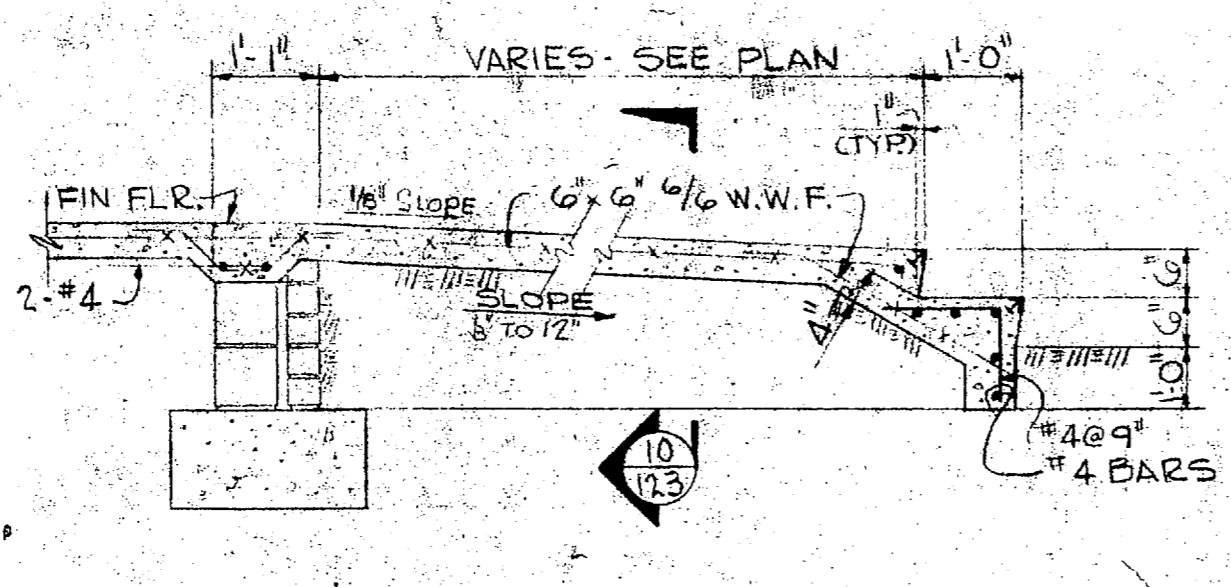 1'-1"
VARIES - SEE PLAN
1'-0"
1"
(TYP.)
FIN FLR.
1/8" SLOPE
6" x 6" 6/6 W.W.F.
2-#4
SLOPE
1/8" TO 12"
4"
6"
6"
1'-0"
10
123
#4@9"
#4 BARS